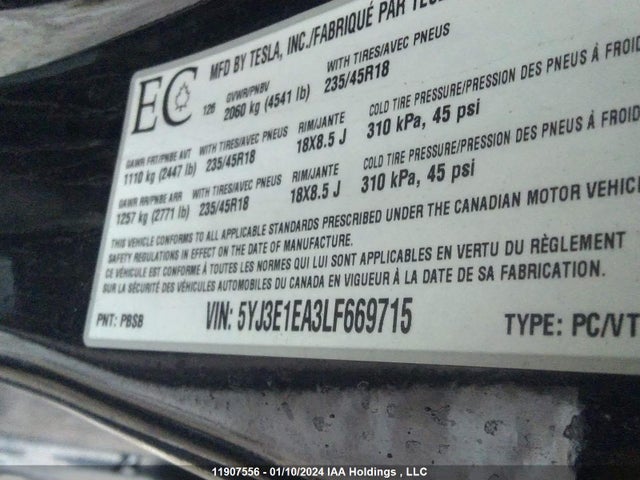 EC
MFD BY TESLA, INC./FABRIQUÉ PAR
126
GVWR/PNBV
2060 kg (4541 lb)
WITH TIRES/AVEC PNEUS
235/45R18
GAWR FRT/PNBE AVT
1110 kg (2447 lb)
WITH TIRES/AVEC PNEUS
235/45R18
RIM/JANTE
18X8.5 J
COLD TIRE PRESSURE/PRESSION DES PNEUS À FROID
310 kPa, 45 psi
GAWR RR/PNBE ARR
1257 kg (2771 lb)
WITH TIRES/AVEC PNEUS
235/45R18
RIM/JANTE
18X8.5 J
COLD TIRE PRESSURE/PRESSION DES PNEUS À FROID
310 kPa, 45 psi
THIS VEHICLE CONFORMS TO ALL APPLICABLE STANDARDS PRESCRIBED UNDER THE CANADIAN MOTOR VEHIC
SAFETY REGULATIONS IN EFFECT ON THE DATE OF MANUFACTURE.
CE VÉHICULE EST CONFORME À TOUTES LES NORMES QUI LUI SONT APPLICABLES EN VERTU DU RÈGLEMENT
SUR LA SÉCURITÉ DES VÉHICULES AUTOMOBILES DU CANADA EN VIGUEUR À LA DATE DE SA FABRICATION.
PNT: PBSB
VIN: 5YJ3E1EA3LF669715
TYPE: PC/VT
11907556 - 01/10/2024 IAA Holdings , LLC